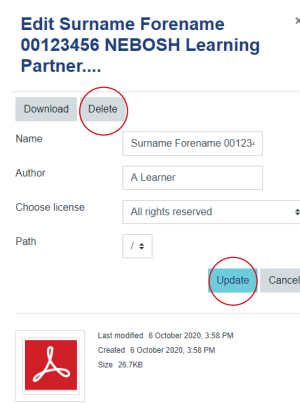 Edit Surname Forename
00123456 NEBOSH Learning
Partner....
×
Download Delete
Name
Surname Forename 00123
Author
A Learner
Choose license
All rights reserved
Path
/
Update Cancel
Last modified 6 October 2020, 3:58 PM
Created 6 October 2020, 3:58 PM
Size 26.7KB